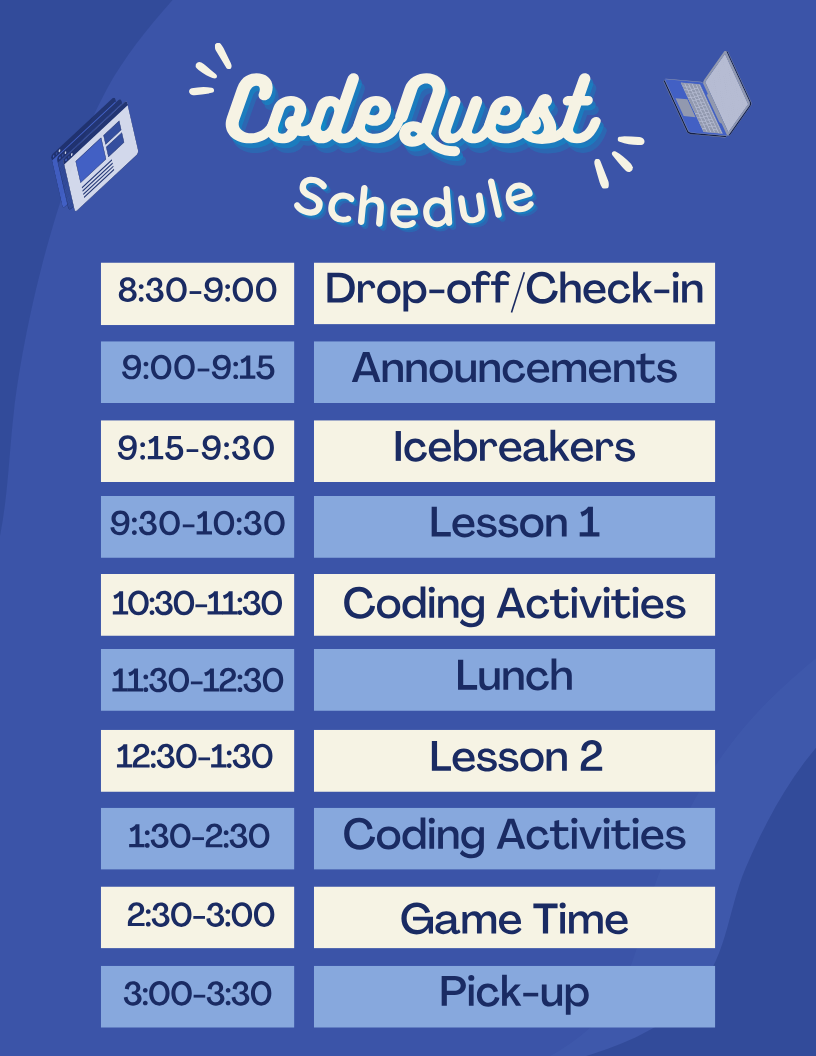 CodeQuest
Schedule
8:30-9:00 Drop-off/Check-in
9:00-9:15 Announcements
9:15-9:30 Icebreakers
9:30-10:30 Lesson 1
10:30-11:30 Coding Activities
11:30-12:30 Lunch
12:30-1:30 Lesson 2
1:30-2:30 Coding Activities
2:30-3:00 Game Time
3:00-3:30 Pick-up